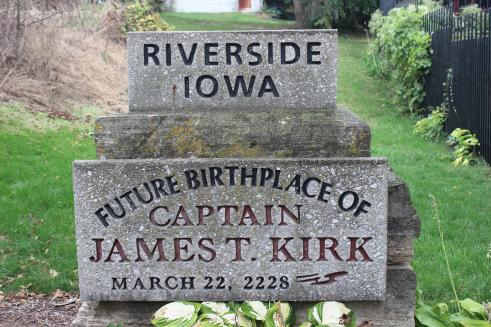 RIVERSIDE
IOWA
FUTURE BIRTHPLACE OF
CAPTAIN
JAMES T. KIRK
MARCH 22, 2228